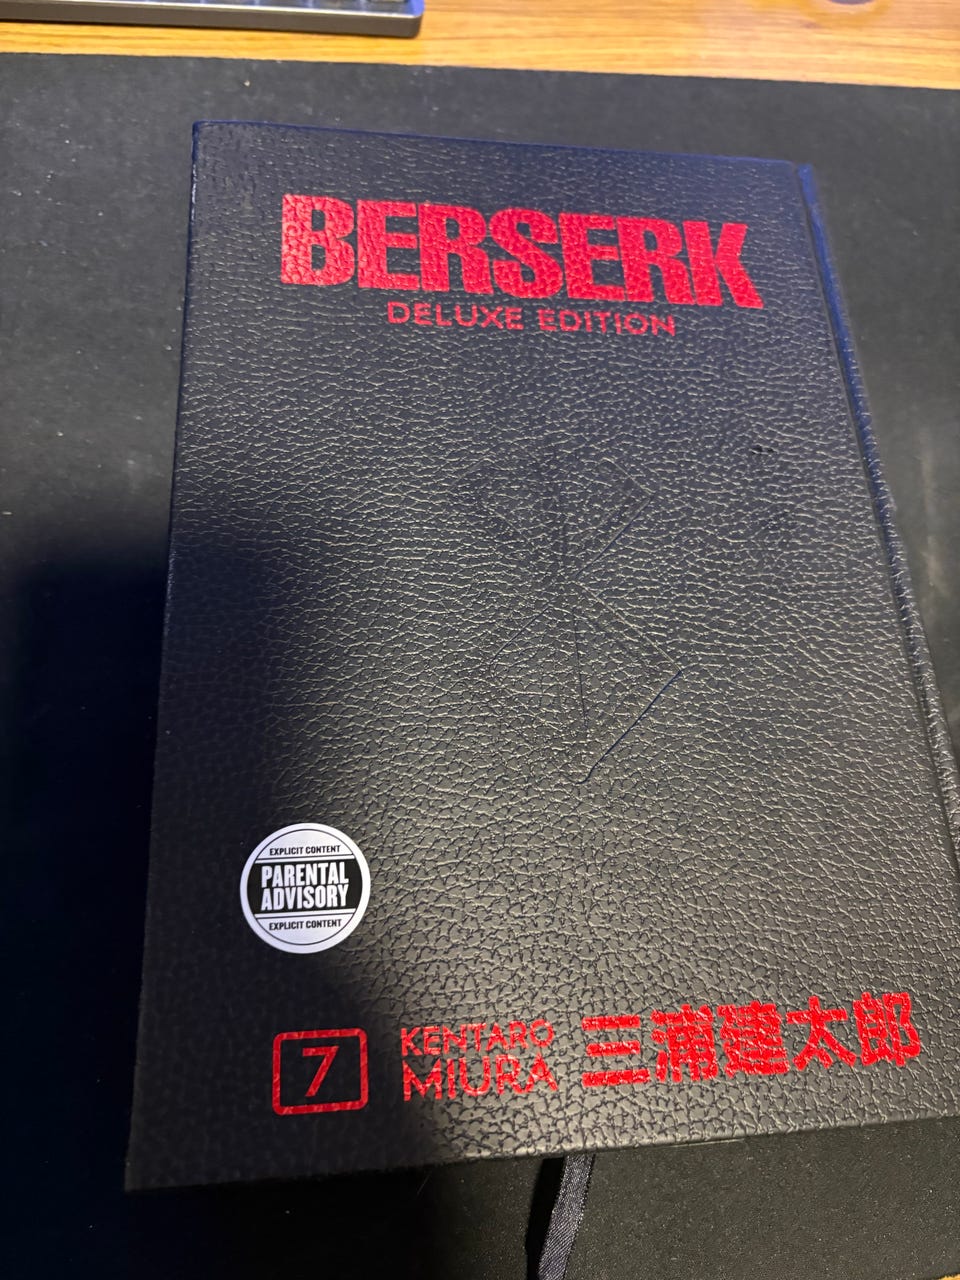 BERSERK
DELUXE EDITION
EXPLICIT CONTENT
PARENTAL
ADVISORY
EXPLICIT CONTENT
7
KENTARO
MIURA
三浦建太郎